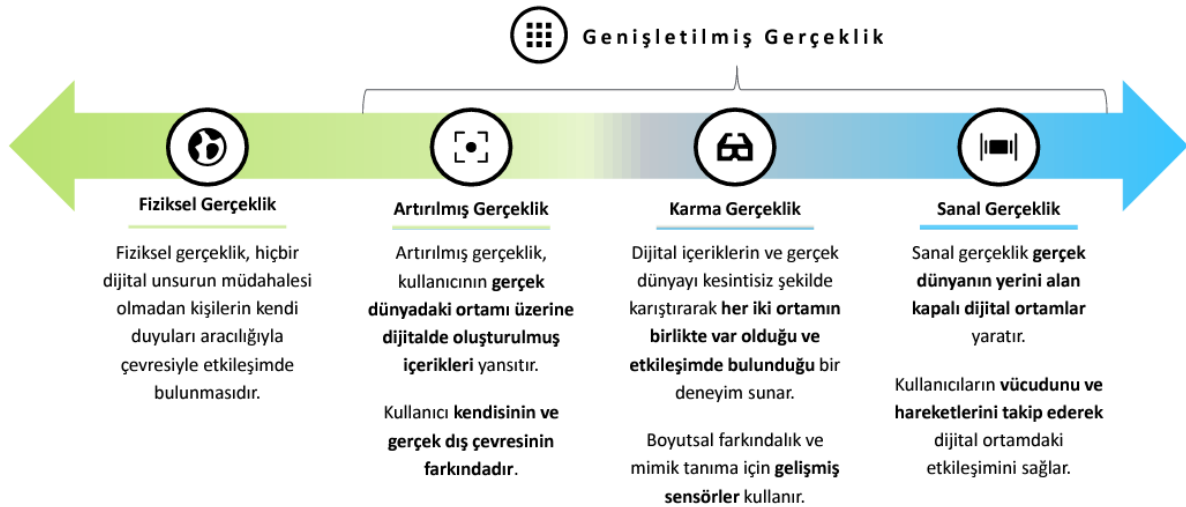 Genişletilmiş Gerçeklik
Fiziksel Gerçeklik
Fiziksel gerçeklik, hiçbir
dijital unsurun müdahalesi
olmadan kişilerin kendi
duyuları aracılığıyla
çevresiyle etkileşimde
bulunmasıdır.
Artırılmış Gerçeklik
Artırılmış gerçeklik,
kullanıcının gerçek
dünyadaki ortamı üzerine
dijitalde oluşturulmuş
içerikleri yansıtır.
Kullanıcı kendisinin ve
gerçek dış çevresinin
farkındadır.
Karma Gerçeklik
Dijital içeriklerin ve gerçek
dünyayı kesintisiz şekilde
karıştırarak her iki ortamın
birlikte var olduğu ve
etkileşimde bulunduğu bir
deneyim sunar.
Boyutsal farkındalık ve
mimik tanıma için gelişmiş
sensörler kullanır.
Sanal Gerçeklik
Sanal gerçeklik gerçek
dünyanın yerini alan
kapalı dijital ortamlar
yaratır.
Kullanıcıların vücudunu ve
hareketlerini takip ederek
dijital ortamdaki
etkileşimini sağlar.